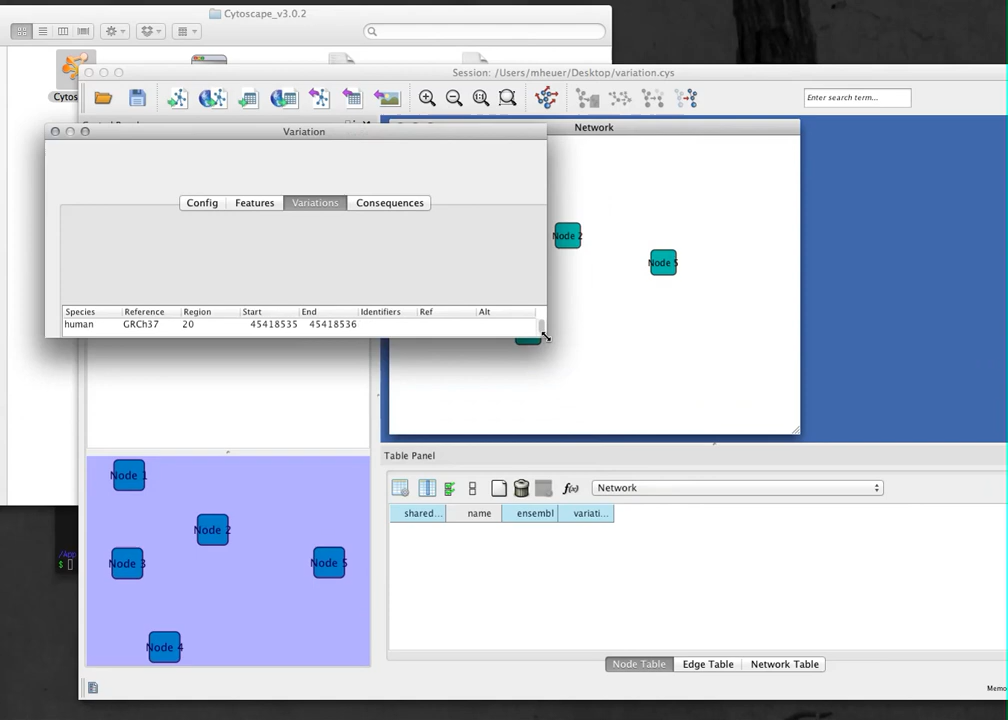 Cytoscape_v3.0.2
Cytos
Session: /Users/mheuer/Desktop/variation.cys
Enter search term...
Variation
Network
Config Features Variations Consequences
Node 2
Node 5
Species Reference Region Start End Identifiers Ref Alt
human GRCh37 20 45418535 45418536
Table Panel
Network
f(x)
shared... name ensembl variati...
Node 1
Node 2
Node 3
Node 5
Node 4
/App
$
Node Table Edge Table Network Table
Memo